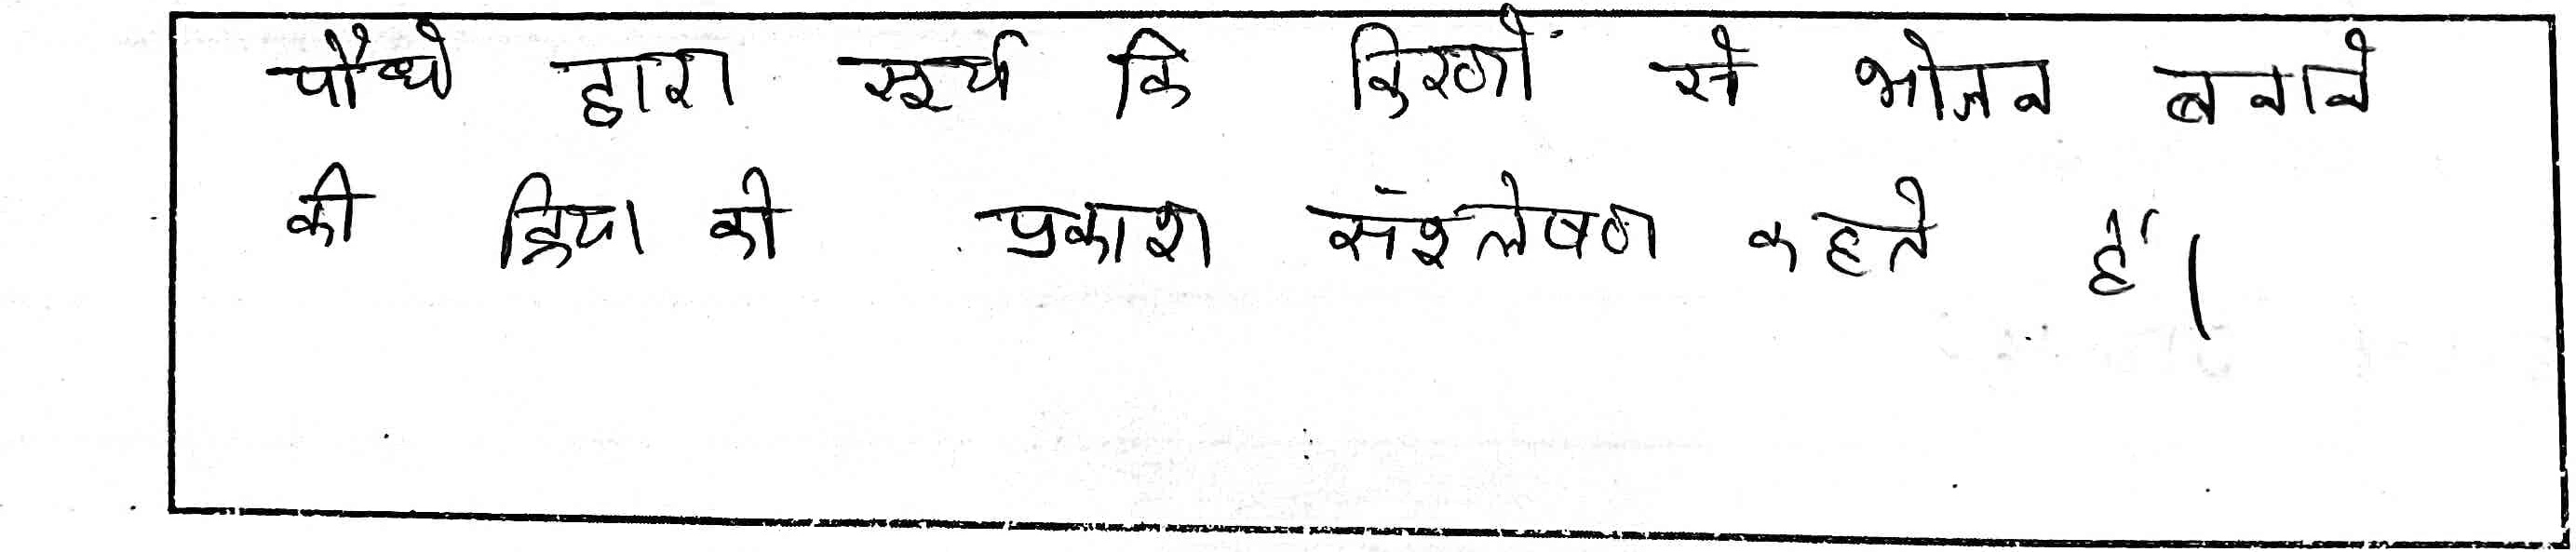 पौधो द्वारा सूर्य कि किरणों से भोजन बनाने
की क्रिया को प्रकाश संश्लेषण कहते हैं।